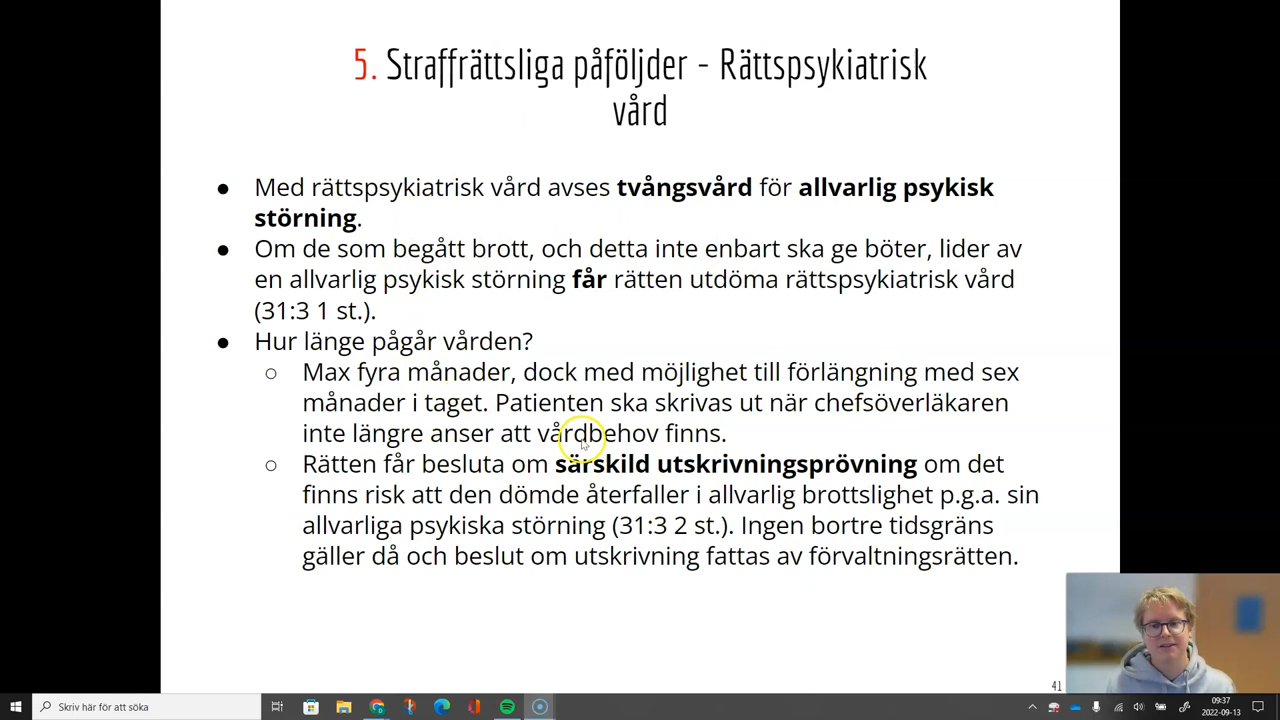 5. Straffrättsliga påföljder - Rättspsykiatrisk
vård
● Med rättspsykiatrisk vård avses tvångsvård för allvarlig psykisk
störning.
● Om de som begått brott, och detta inte enbart ska ge böter, lider av
en allvarlig psykisk störning får rätten utdöma rättspsykiatrisk vård
(31:3 1 st.).
● Hur länge pågår vården?
○ Max fyra månader, dock med möjlighet till förlängning med sex
månader i taget. Patienten ska skrivas ut när chefsöverläkaren
inte längre anser att vårdbehov finns.
○ Rätten får besluta om särskild utskrivningsprövning om det
finns risk att den dömde återfaller i allvarlig brottslighet p.g.a. sin
allvarliga psykiska störning (31:3 2 st.). Ingen bortre tidsgräns
gäller då och beslut om utskrivning fattas av förvaltningsrätten.
41
Skriv här för att söka
09:37
2022-09-13